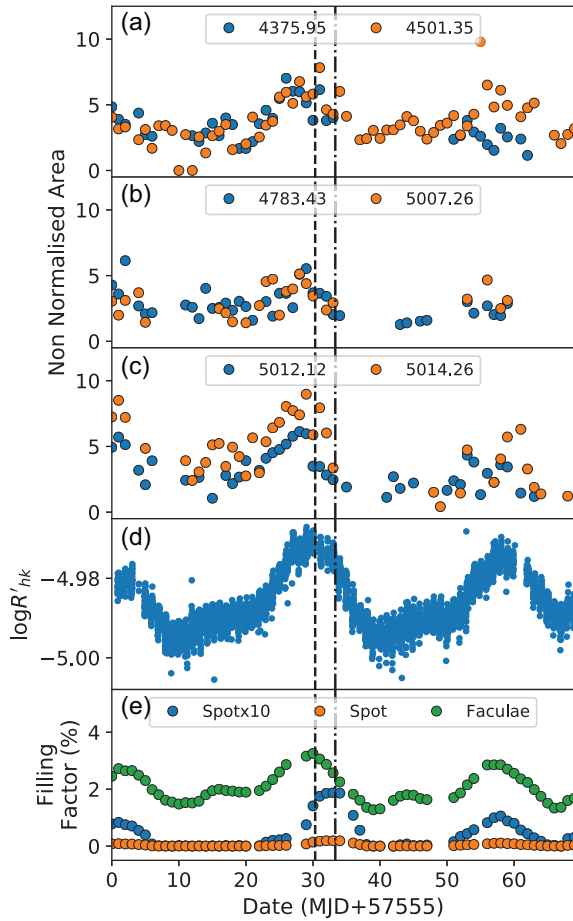 (a)
4375.95 4501.35
10
5
0
(b)
4783.43 5007.26
10
5
0
Non Normalised Area
(c)
5012.12 5014.26
10
5
0
(d)
−4.98
−5.00
logR'hk
(e)
Spotx10 Spot Faculae
4
2
0
Filling
Factor (%)
0 10 20 30 40 50 60
Date (MJD+57555)